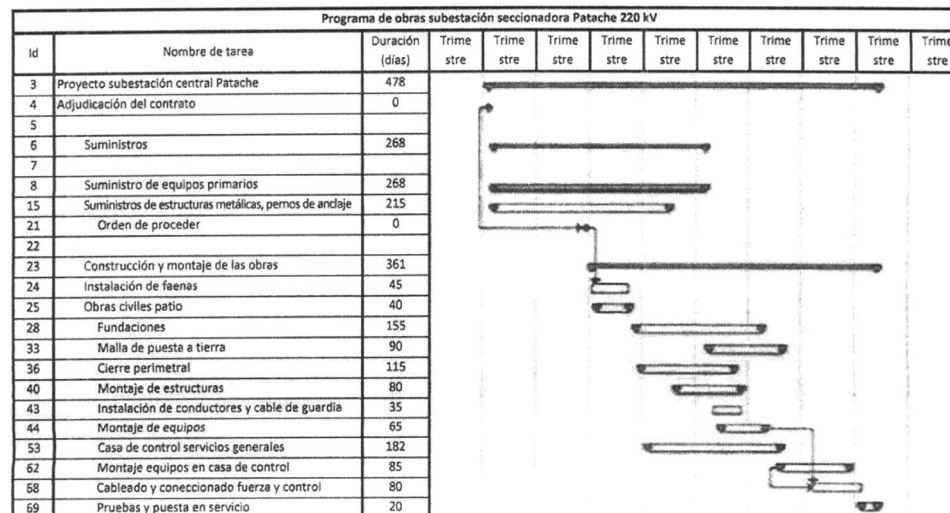 Programa de obras subestación seccionadora Patache 220 kV
Id Nombre de tarea Duración (días) Trime stre Trime stre Trime stre Trime stre Trime stre Trime stre Trime stre Trime stre Trime stre Trime stre
3 Proyecto subestación central Patache 478
4 Adjudicación del contrato 0
5
6 Suministros 268
7
8 Suministro de equipos primarios 268
15 Suministros de estructuras metálicas, pernos de anclaje 215
21 Orden de proceder 0
22
23 Construcción y montaje de las obras 361
24 Instalación de faenas 45
25 Obras civiles patio 40
28 Fundaciones 155
33 Malla de puesta a tierra 90
36 Cierre perimetral 115
40 Montaje de estructuras 80
43 Instalación de conductores y cable de guardia 35
44 Montaje de equipos 65
53 Casa de control servicios generales 182
62 Montaje equipos en casa de control 85
68 Cableado y coneccionado fuerza y control 80
69 Pruebas y puesta en servicio 20